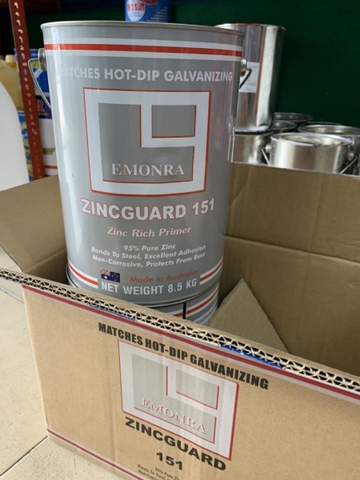 MATCHES HOT-DIP GALVANIZING
EMONRA
ZINCGUARD 151
Zinc Rich Primer
95% Pure Zinc
Bonds To Steel, Excellent Adhesion
Non-Corrosive, Protects From Rust
Made in Australia
NET WEIGHT 8.5 KG
MATCHES HOT-DIP GALVANIZING
EMONRA
ZINCGUARD
151